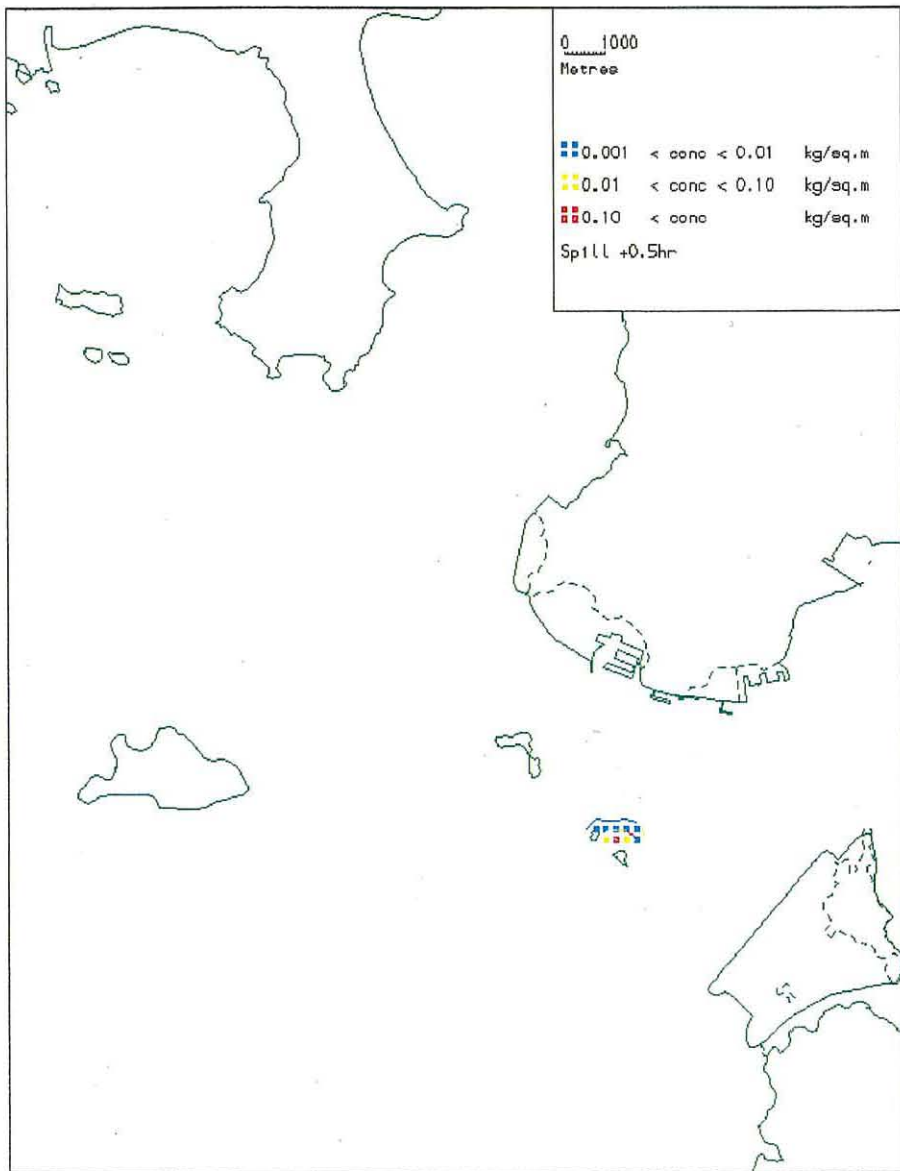 0 1000
Metres
0.001 < conc < 0.01 kg/sq.m
0.01 < conc < 0.10 kg/sq.m
0.10 < conc kg/sq.m
Spill +0.5hr